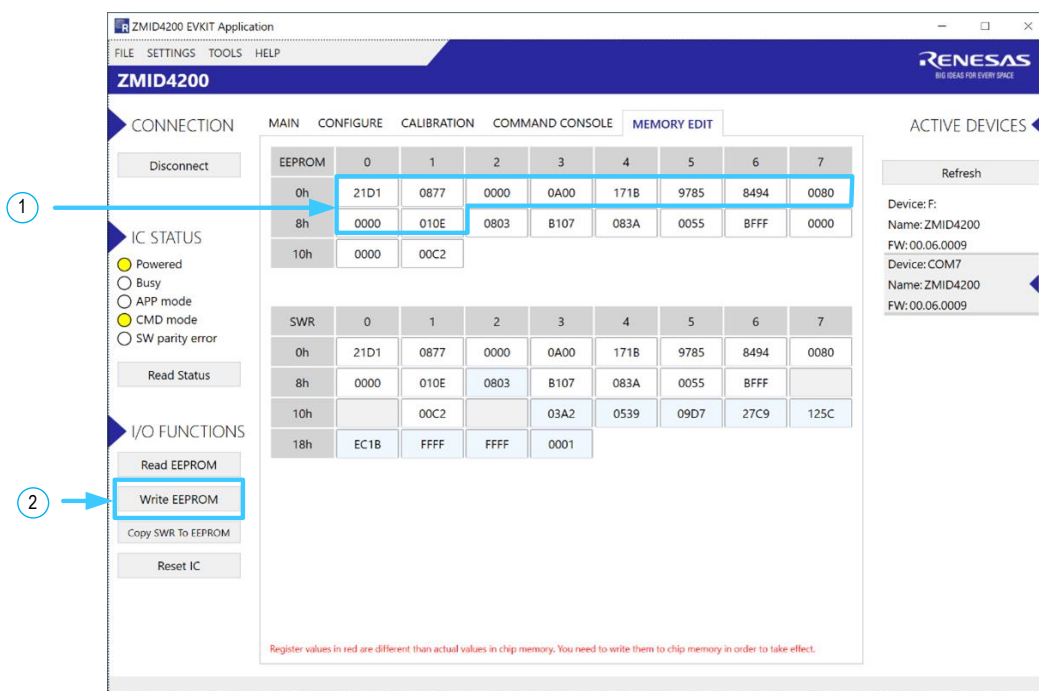 ZMID4200 EVKIT Application
FILE SETTINGS TOOLS HELP
RENESAS
BIG IDEAS FOR EVERY SPACE
ZMID4200
CONNECTION
Disconnect
IC STATUS
Powered
Busy
APP mode
CMD mode
SW parity error
Read Status
I/O FUNCTIONS
Read EEPROM
Write EEPROM
Copy SWR To EEPROM
Reset IC
1
2
MAIN CONFIGURE CALIBRATION COMMAND CONSOLE MEMORY EDIT
EEPROM 0 1 2 3 4 5 6 7
0h 21D1 0877 0000 0A00 171B 9785 8494 0080
8h 0000 010E 0803 B107 083A 0055 BFFF 0000
10h 0000 00C2
SWR 0 1 2 3 4 5 6 7
0h 21D1 0877 0000 0A00 171B 9785 8494 0080
8h 0000 010E 0803 B107 083A 0055 BFFF
10h 00C2 03A2 0539 09D7 27C9 125C
18h EC1B FFFF FFFF 0001
Register values in red are different than actual values in chip memory. You need to write them to chip memory in order to take effect.
ACTIVE DEVICES
Refresh
Device: F:
Name: ZMID4200
FW: 00.06.0009
Device: COM7
Name: ZMID4200
FW: 00.06.0009